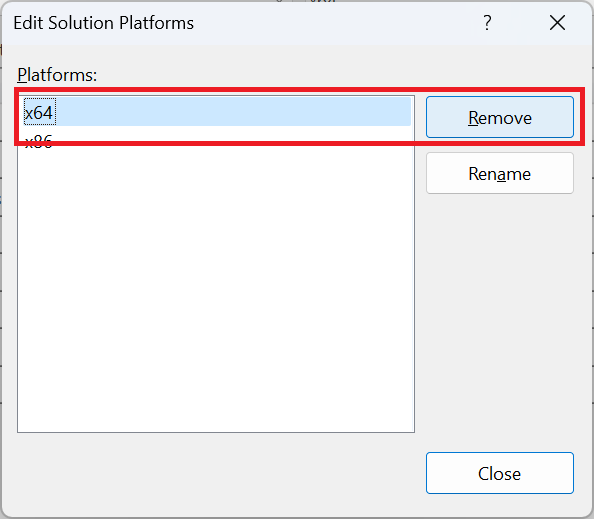 Edit Solution Platforms ?
Platforms:
x64
Remove
x86
Rename
Close